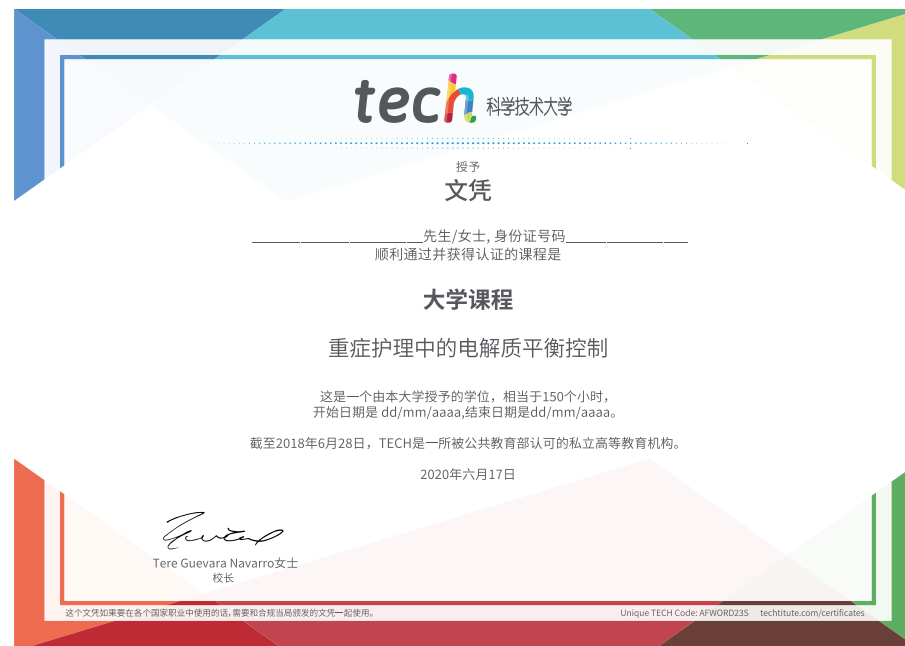 tech 科学技术大学
授予
文凭
______________________先生/女士, 身份证号码_______________
顺利通过并获得认证的课程是
大学课程
重症护理中的电解质平衡控制
这是一个由本大学授予的学位，相当于150个小时，
开始日期是 dd/mm/aaaa,结束日期是dd/mm/aaaa。
截至2018年6月28日，TECH是一所被公共教育部认可的私立高等教育机构。
2020年六月17日
Tere Guevara Navarro女士
校长
这个文凭如果要在各个国家职业中使用的话,需要和合规当局颁发的文凭一起使用。
Unique TECH Code: AFWORD23S techtitute.com/certificates